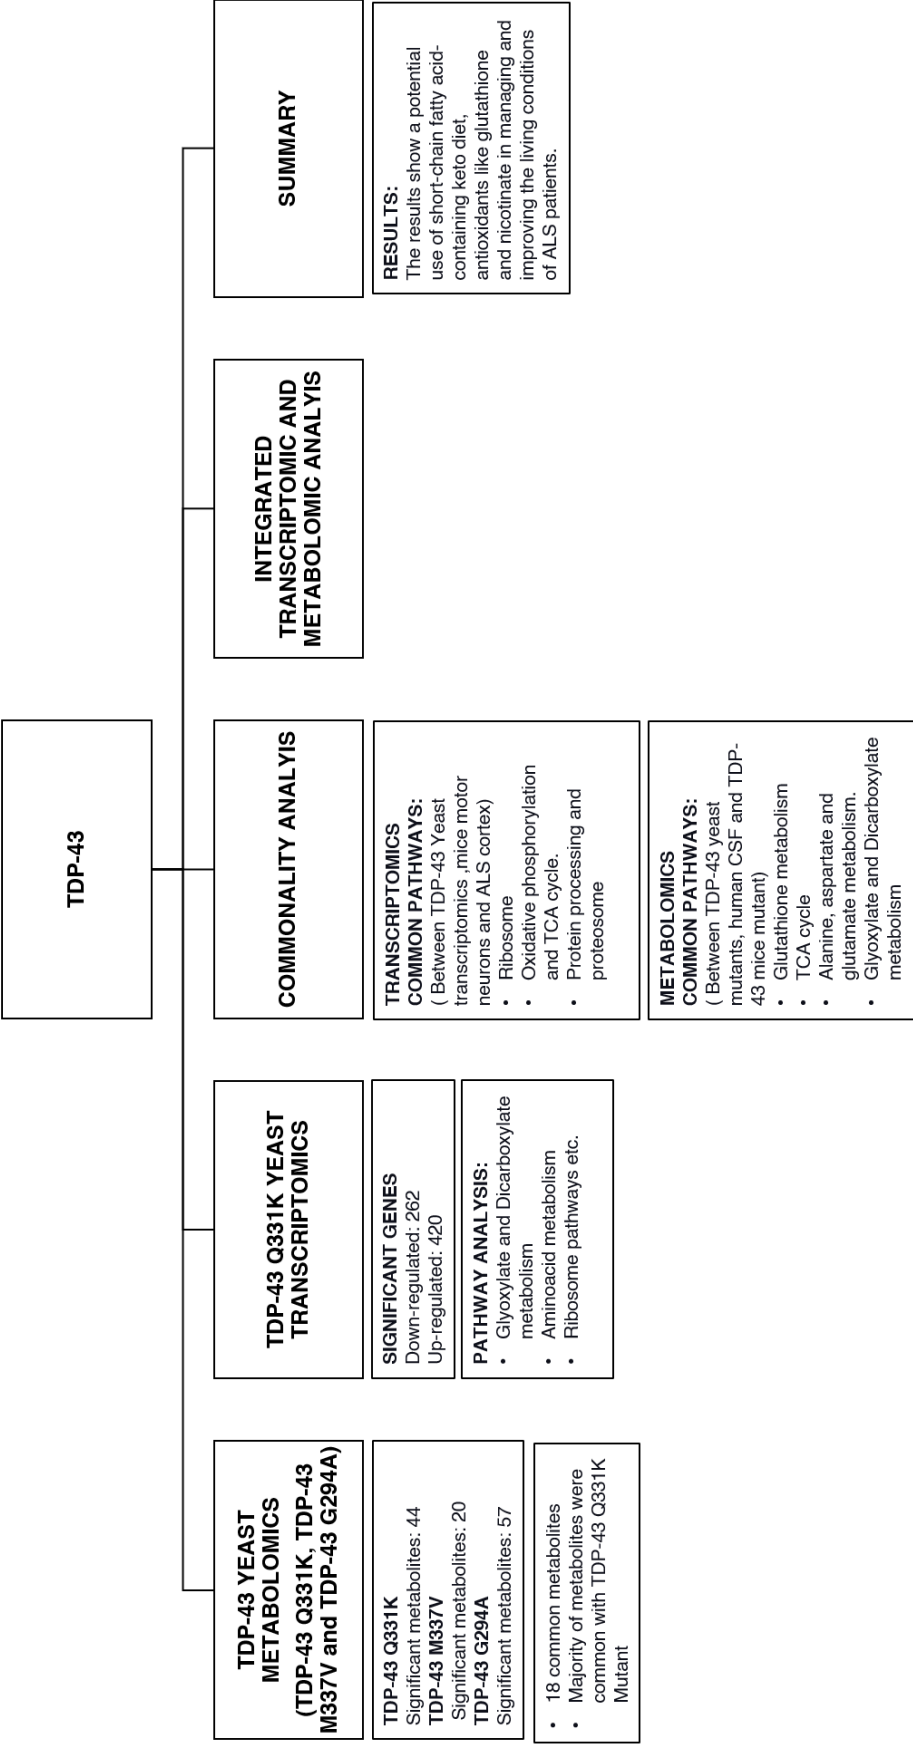 TDP-43
TDP-43 YEAST
METABOLOMICS
(TDP-43 Q331K, TDP-43
M337V and TDP-43 G294A)
TDP-43 Q331K
Significant metabolites: 44
TDP-43 M337V
Significant metabolites: 20
TDP-43 G294A
Significant metabolites: 57
• 18 common metabolites
• Majority of metabolites were
common with TDP-43 Q331K
Mutant
TDP-43 Q331K YEAST
TRANSCRIPTOMICS
SIGNIFICANT GENES
Down-regulated: 262
Up-regulated: 420
PATHWAY ANALYSIS:
• Glyoxylate and Dicarboxylate
metabolism
• Aminoacid metabolism
• Ribosome pathways etc.
COMMONALITY ANALYSIS
TRANSCRIPTOMICS
COMMON PATHWAYS:
( Between TDP-43 Yeast
transcriptomics ,mice motor
neurons and ALS cortex)
• Ribosome
• Oxidative phosphorylation
and TCA cycle.
• Protein processing and
proteosome
METABOLOMICS
COMMON PATHWAYS:
( Between TDP-43 yeast
mutants, human CSF and TDP-
43 mice mutant)
• Glutathione metabolism
• TCA cycle
• Alanine, aspartate and
glutamate metabolism.
• Glyoxylate and Dicarboxylate
metabolism
INTEGRATED
TRANSCRIPTOMIC AND
METABOLOMIC ANALYIS
SUMMARY
RESULTS:
The results show a potential
use of short-chain fatty acid-
containing keto diet,
antioxidants like glutathione
and nicotinate in managing and
improving the living conditions
of ALS patients.